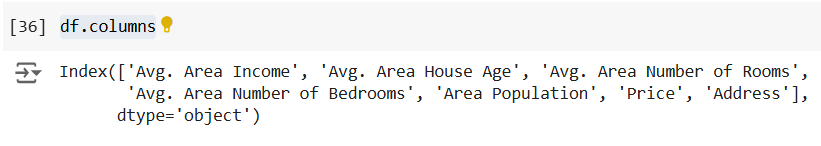 [36] df.columns
Index(['Avg. Area Income', 'Avg. Area House Age', 'Avg. Area Number of Rooms',
'Avg. Area Number of Bedrooms', 'Area Population', 'Price', 'Address'],
dtype='object')